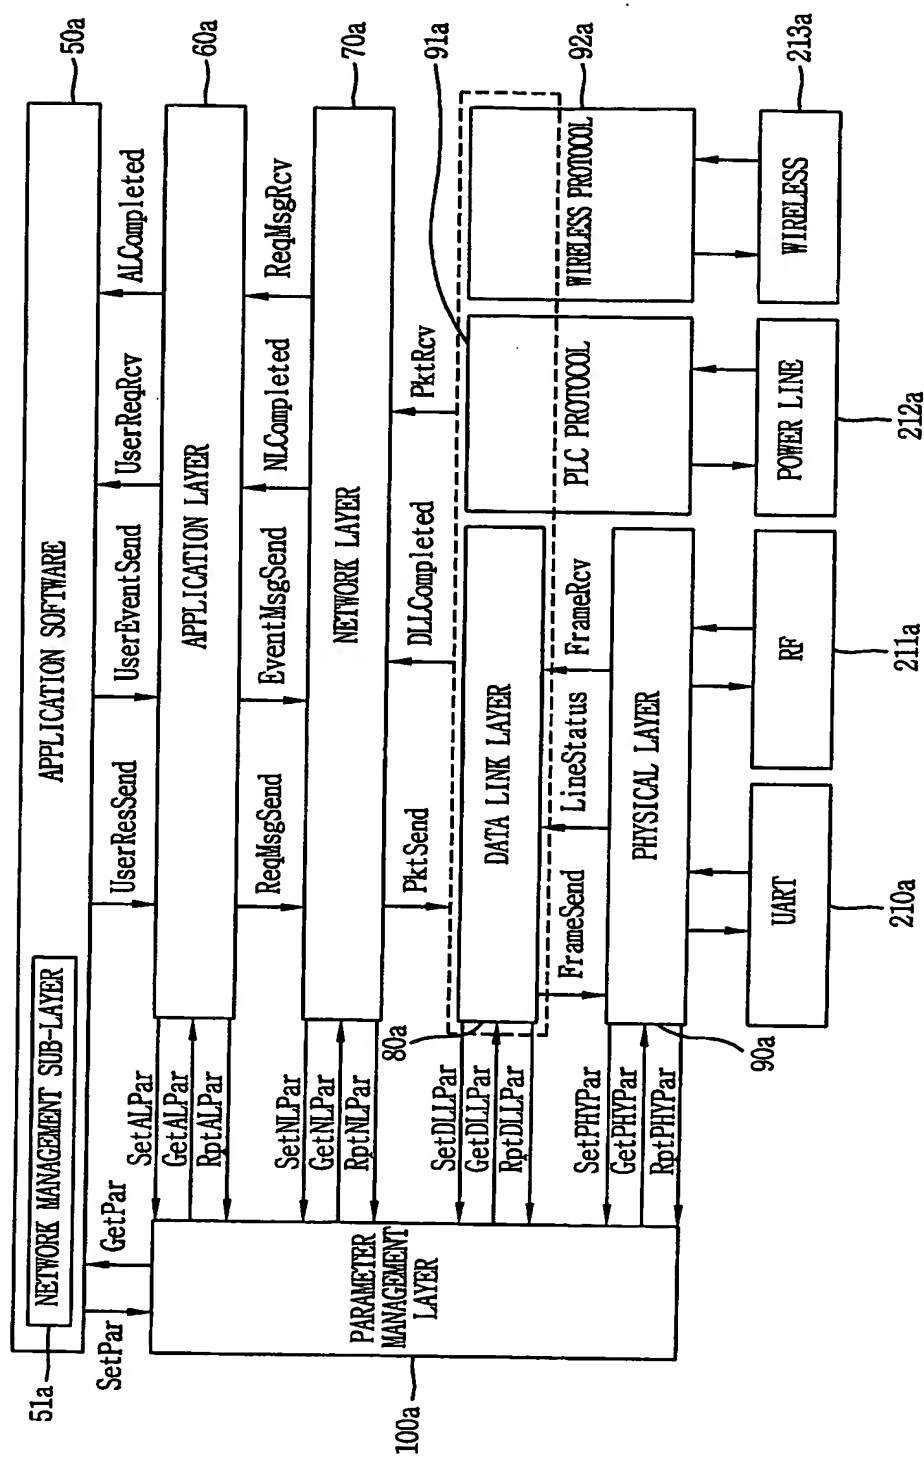 50a
60a
70a
91a
92a
213a
51a
NETWORK MANAGEMENT SUB-LAYER
APPLICATION SOFTWARE
SetPar
GetPar
UserResSend
UserEventSend
UserReqRcv
ALCompleted
SetALPar
GetALPar
RptALPar
APPLICATION LAYER
ReqMsgSend
EventMsgSend
NLCompleted
ReqMsgRcv
SetNLPar
GetNLPar
RptNLPar
NETWORK LAYER
PktSend
DLLCompleted
PktRcv
PARAMETER
MANAGEMENT
LAYER
100a
80a
SetDLLPar
GetDLLPar
RptDLLPar
DATA LINK LAYER
PLC PROTOCOL
WIRELESS PROTOCOL
FrameSend
LineStatus
FrameRcv
SetPHYPar
GetPHYPar
RptPHYPar
90a
PHYSICAL LAYER
UART
RF
POWER LINE
WIRELESS
210a
211a
212a